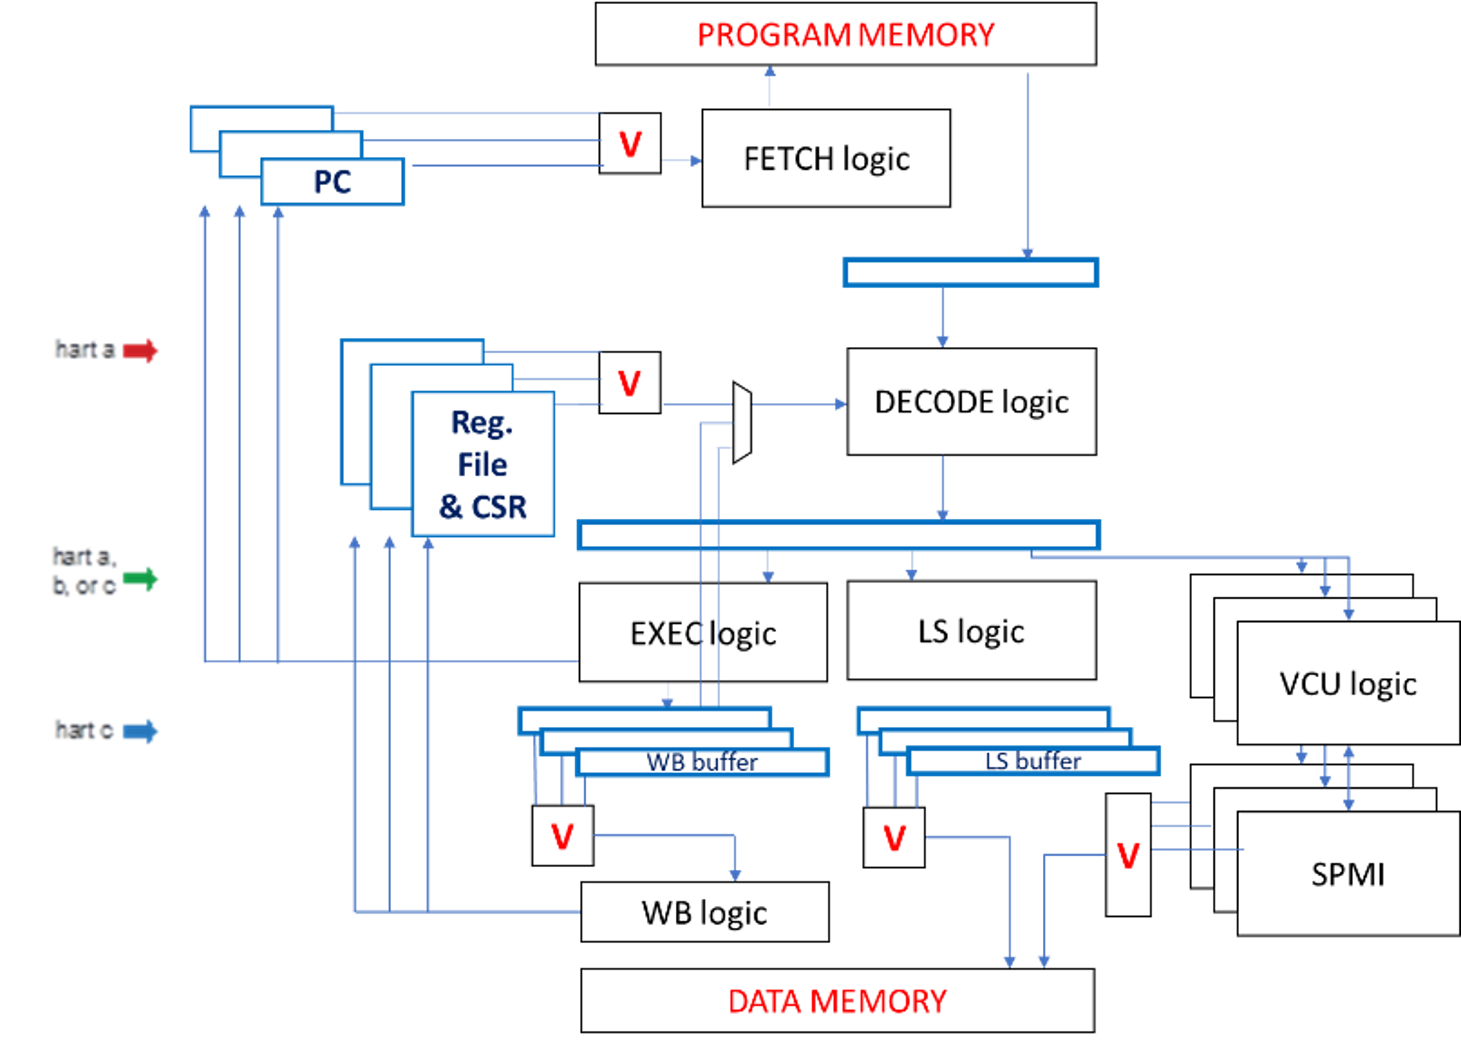 PROGRAM MEMORY
V
FETCH logic
PC
hart a
V
DECODE logic
Reg.
File
& CSR
hart a,
b, or c
EXEC logic
LS logic
VCU logic
hart c
WB buffer
LS buffer
V
V
V
SPMI
WB logic
DATA MEMORY